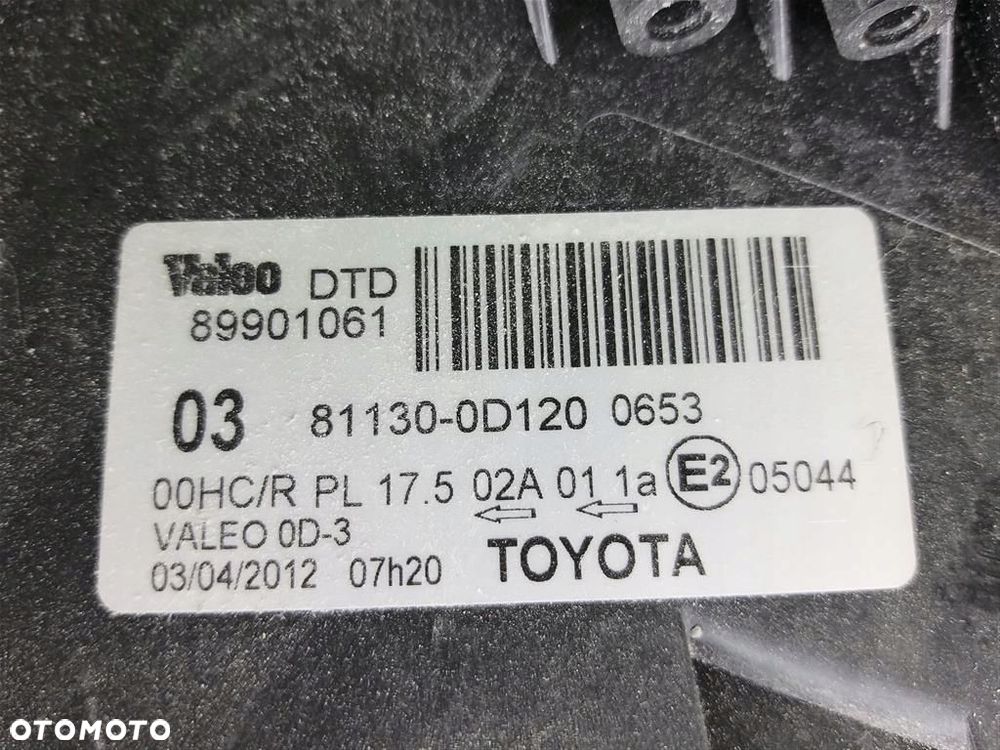 Valeo DTD
89901061
03 81130-0D120 0653
00HC/R PL 17.5 02A 01 1a E2 05044
VALEO 0D-3
03/04/2012 07h20 TOYOTA
OTOMOTO